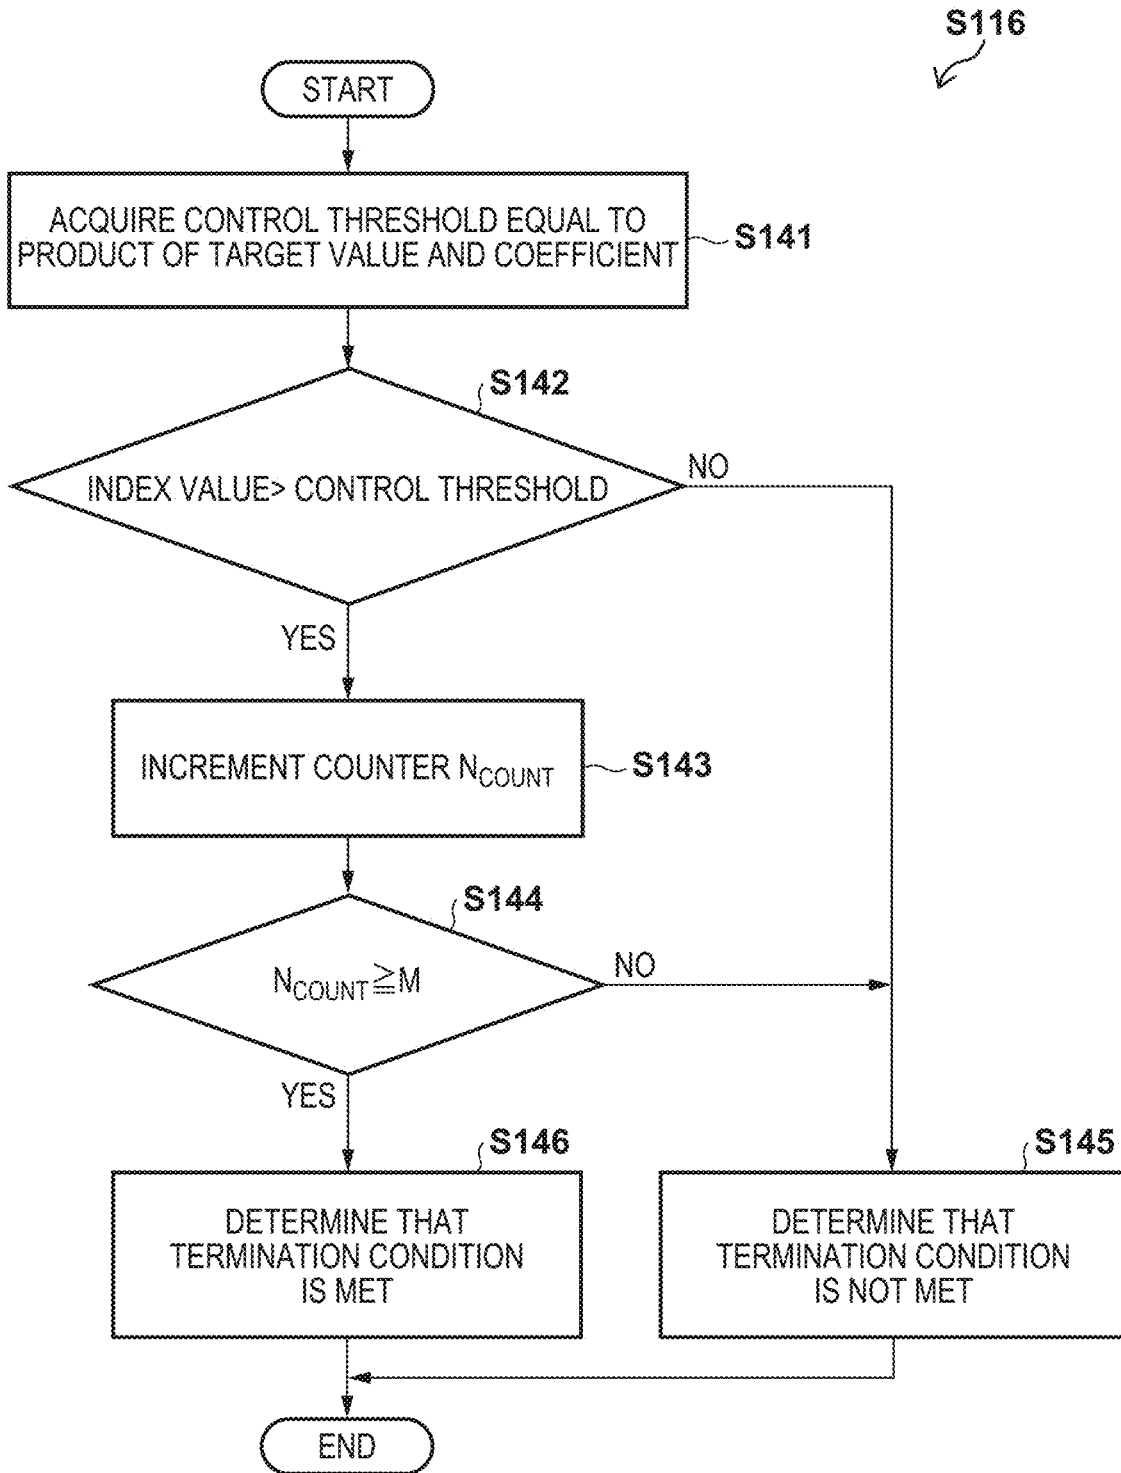 S116
START
ACQUIRE CONTROL THRESHOLD EQUAL TO
PRODUCT OF TARGET VALUE AND COEFFICIENT
S141
S142
INDEX VALUE> CONTROL THRESHOLD
NO
YES
INCREMENT COUNTER NCOUNT
S143
S144
NCOUNT≧M
NO
YES
S146
DETERMINE THAT
TERMINATION CONDITION
IS MET
S145
DETERMINE THAT
TERMINATION CONDITION
IS NOT MET
END